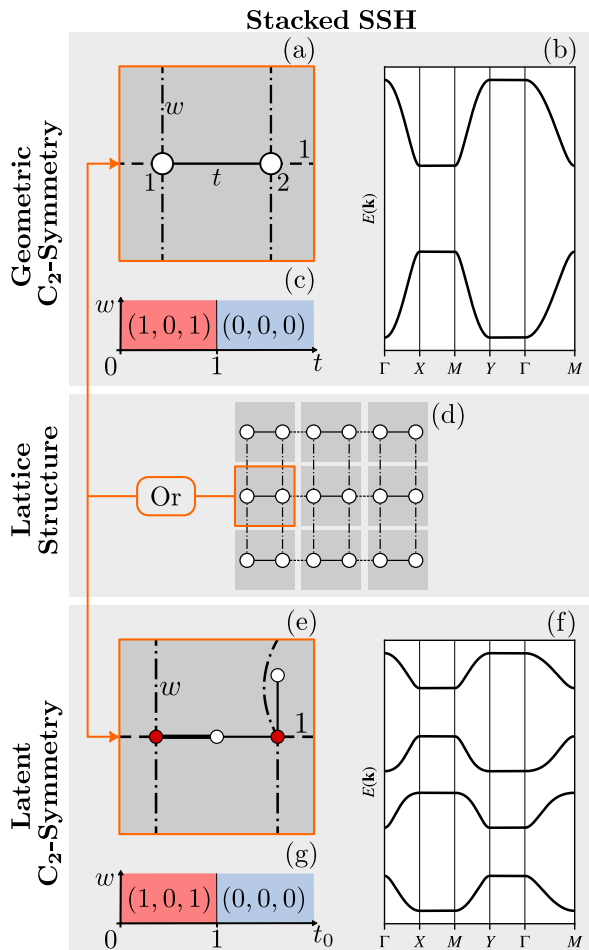 Stacked SSH
Geometric
C₂-Symmetry
(a)
w
1
t
2
1
(b)
E(k)
Γ X M Y Γ M
(c)
w
(1, 0, 1) (0, 0, 0)
0 1 t
Lattice
Structure
Or
(d)
Latent
C₂-Symmetry
(e)
w
1
(f)
E(k)
Γ X M Y Γ M
(g)
w
(1, 0, 1) (0, 0, 0)
0 1 t₀